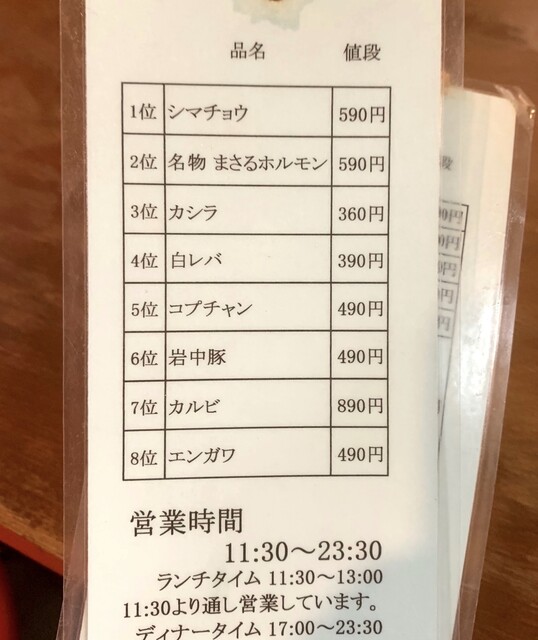 品名 値段
1位 シマチョウ 590円
2位 名物 まさるホルモン 590円
3位 カシラ 360円
4位 白レバ 390円
5位 コプチャン 490円
6位 岩中豚 490円
7位 カルビ 890円
8位 エンガワ 490円
営業時間
11:30～23:30
ランチタイム 11:30～13:00
11:30より通し営業しています。
ディナータイム 17:00～23:30